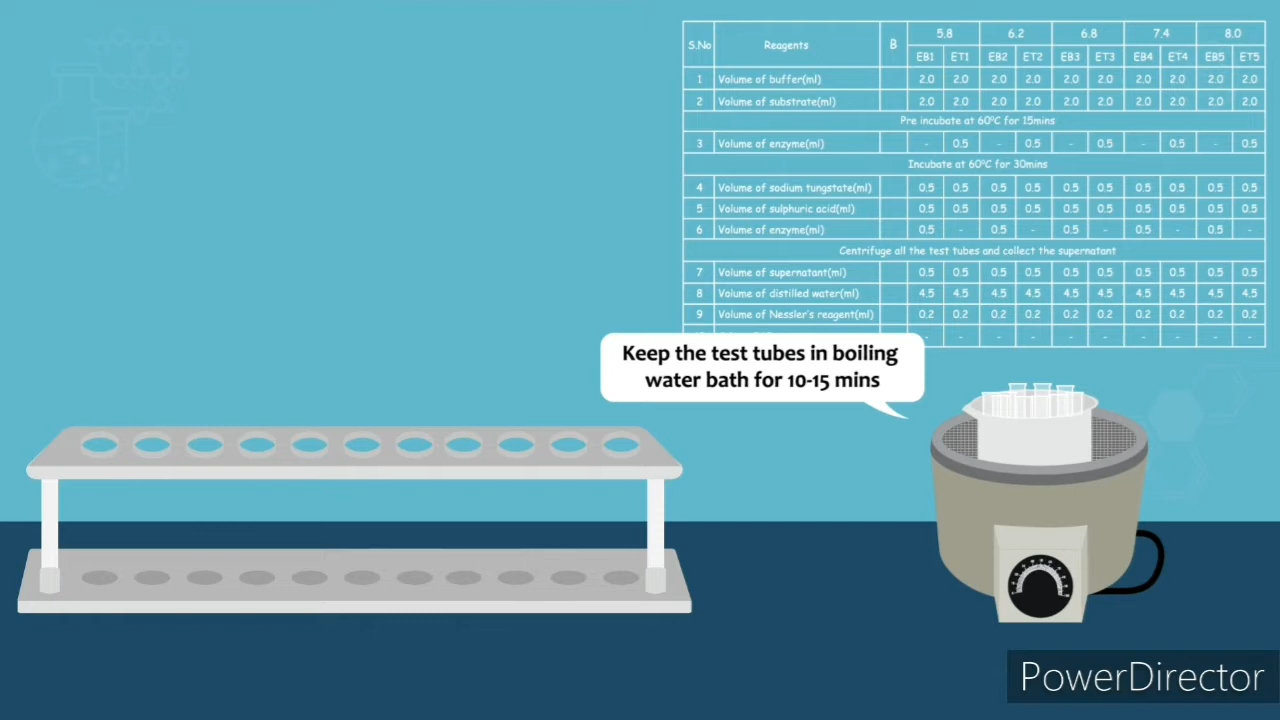 S.No Reagents B 5.8 6.2 6.8 7.4 8.0
EB1 ET1 EB2 ET2 EB3 ET3 EB4 ET4 EB5 ET5
1 Volume of buffer(ml) 2.0 2.0 2.0 2.0 2.0 2.0 2.0 2.0 2.0 2.0
2 Volume of substrate(ml) 2.0 2.0 2.0 2.0 2.0 2.0 2.0 2.0 2.0 2.0
Pre incubate at 60°C for 15mins
3 Volume of enzyme(ml) - 0.5 - 0.5 - 0.5 - 0.5 - 0.5
Incubate at 60°C for 30mins
4 Volume of sodium tungstate(ml) 0.5 0.5 0.5 0.5 0.5 0.5 0.5 0.5 0.5 0.5
5 Volume of sulphuric acid(ml) 0.5 0.5 0.5 0.5 0.5 0.5 0.5 0.5 0.5 0.5
6 Volume of enzyme(ml) 0.5 - 0.5 - 0.5 - 0.5 - 0.5 -
Centrifuge all the test tubes and collect the supernatant
7 Volume of supernatant(ml) 0.5 0.5 0.5 0.5 0.5 0.5 0.5 0.5 0.5 0.5
8 Volume of distilled water(ml) 4.5 4.5 4.5 4.5 4.5 4.5 4.5 4.5 4.5 4.5
9 Volume of Nessler's reagent(ml) 0.2 0.2 0.2 0.2 0.2 0.2 0.2 0.2 0.2 0.2
- - - - - - - - - -
Keep the test tubes in boiling
water bath for 10-15 mins
PowerDirector